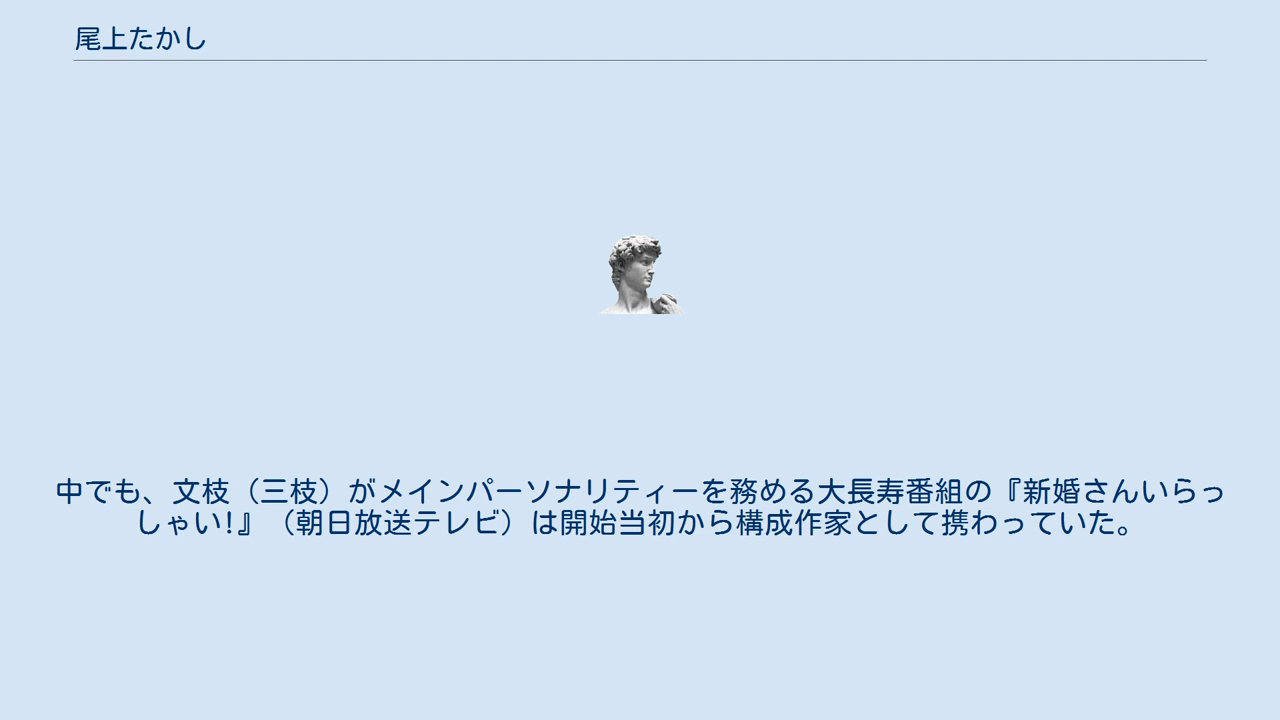 尾上たかし
中でも、文枝（三枝）がメインパーソナリティーを務める大長寿番組の『新婚さんいらっ
しゃい!』（朝日放送テレビ）は開始当初から構成作家として携わっていた。